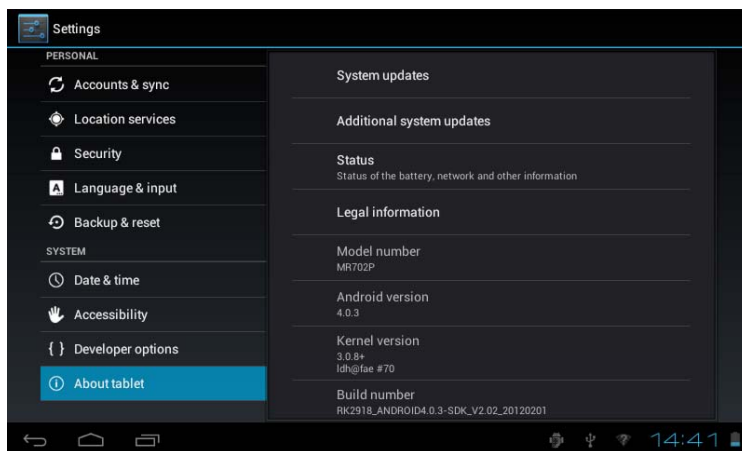 Settings
PERSONAL
Accounts & sync
Location services
Security
Language & input
Backup & reset
SYSTEM
Date & time
Accessibility
{ } Developer options
About tablet
System updates
Additional system updates
Status
Status of the battery, network and other information
Legal information
Model number
MR702P
Android version
4.0.3
Kernel version
3.0.8+
ldh@fae #70
Build number
RK2918_ANDROID4.0.3-SDK_V2.02_20120201
14:41